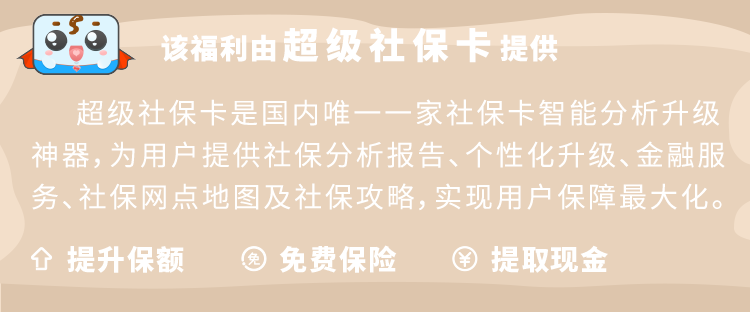 该福利由超级社保卡提供
超级社保卡是国内唯一一家社保卡智能分析升级
神器，为用户提供社保分析报告、个性化升级、金融服
务、社保网点地图及社保攻略，实现用户保障最大化。
提升保额 免 免费保险 ¥ 提取现金